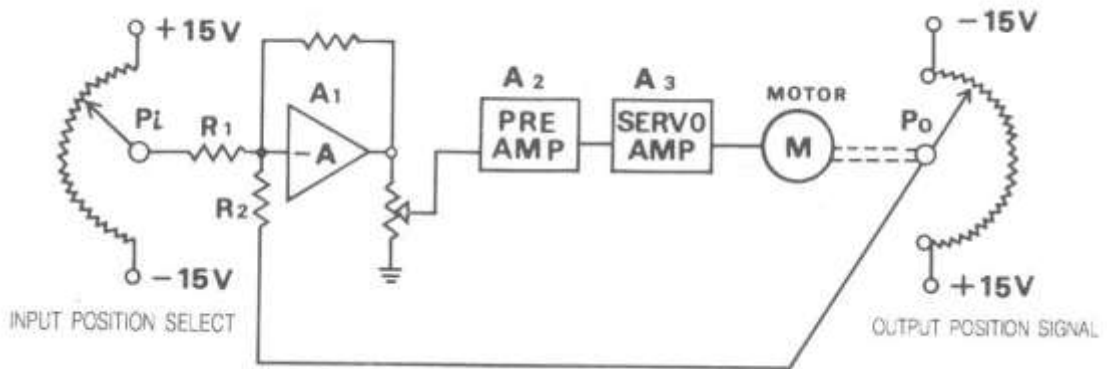 +15V
-15V
A1
A2
A3
MOTOR
Pi
R1
-A
PRE
AMP
SERVO
AMP
M
Po
R2
-15V
+15V
INPUT POSITION SELECT
OUTPUT POSITION SIGNAL